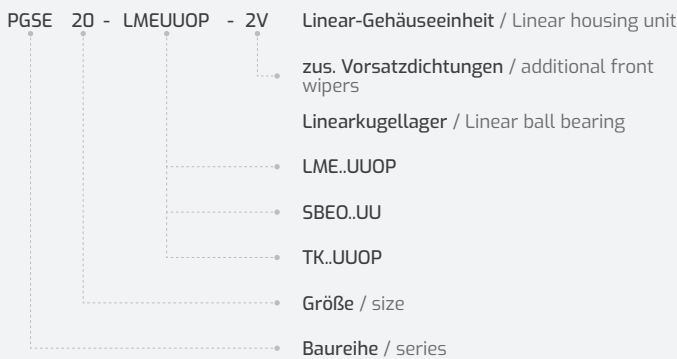 PGSE 20 - LMEUUOP - 2V Linear-Gehäuseeinheit / Linear housing unit
zus. Vorsatzdichtungen / additional front
wipers
Linearkugellager / Linear ball bearing
LME..UUOP
SBEO..UU
TK..UUOP
Größe / size
Baureihe / series